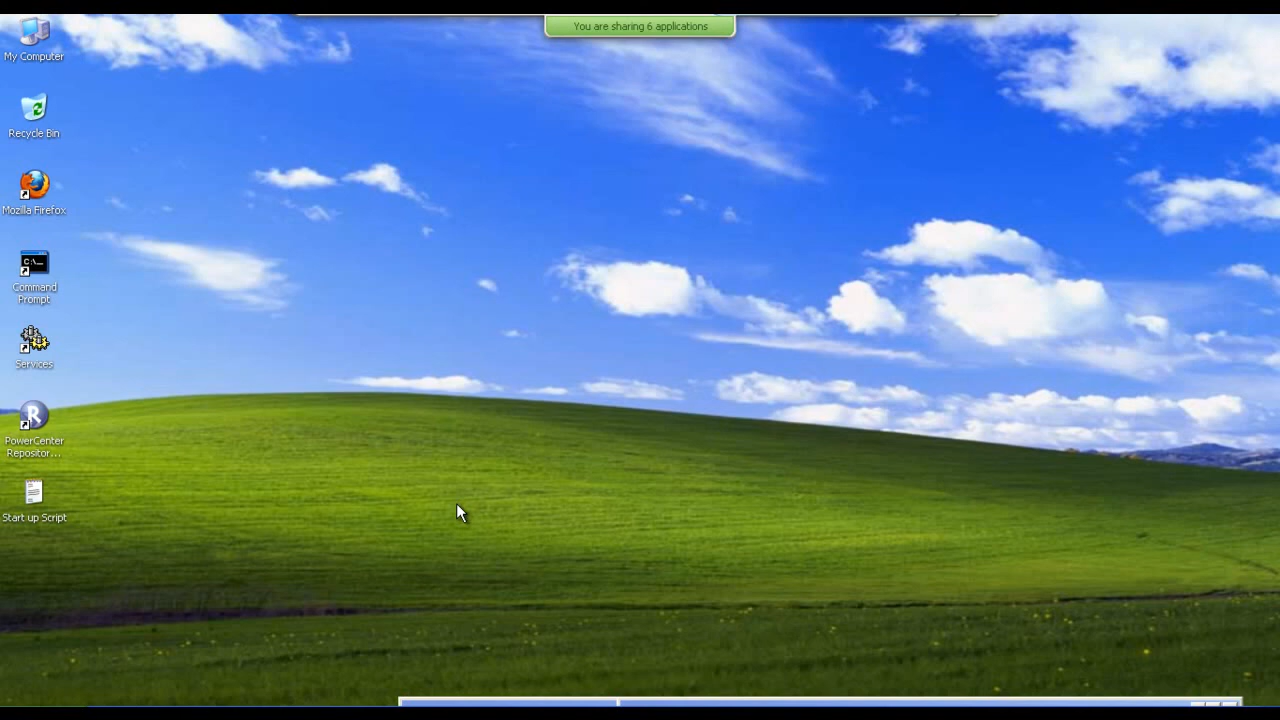 You are sharing 6 applications
My Computer
Recycle Bin
Mozilla Firefox
C:\_
Command
Prompt
Services
R
PowerCenter
Repositor...
Start up Script